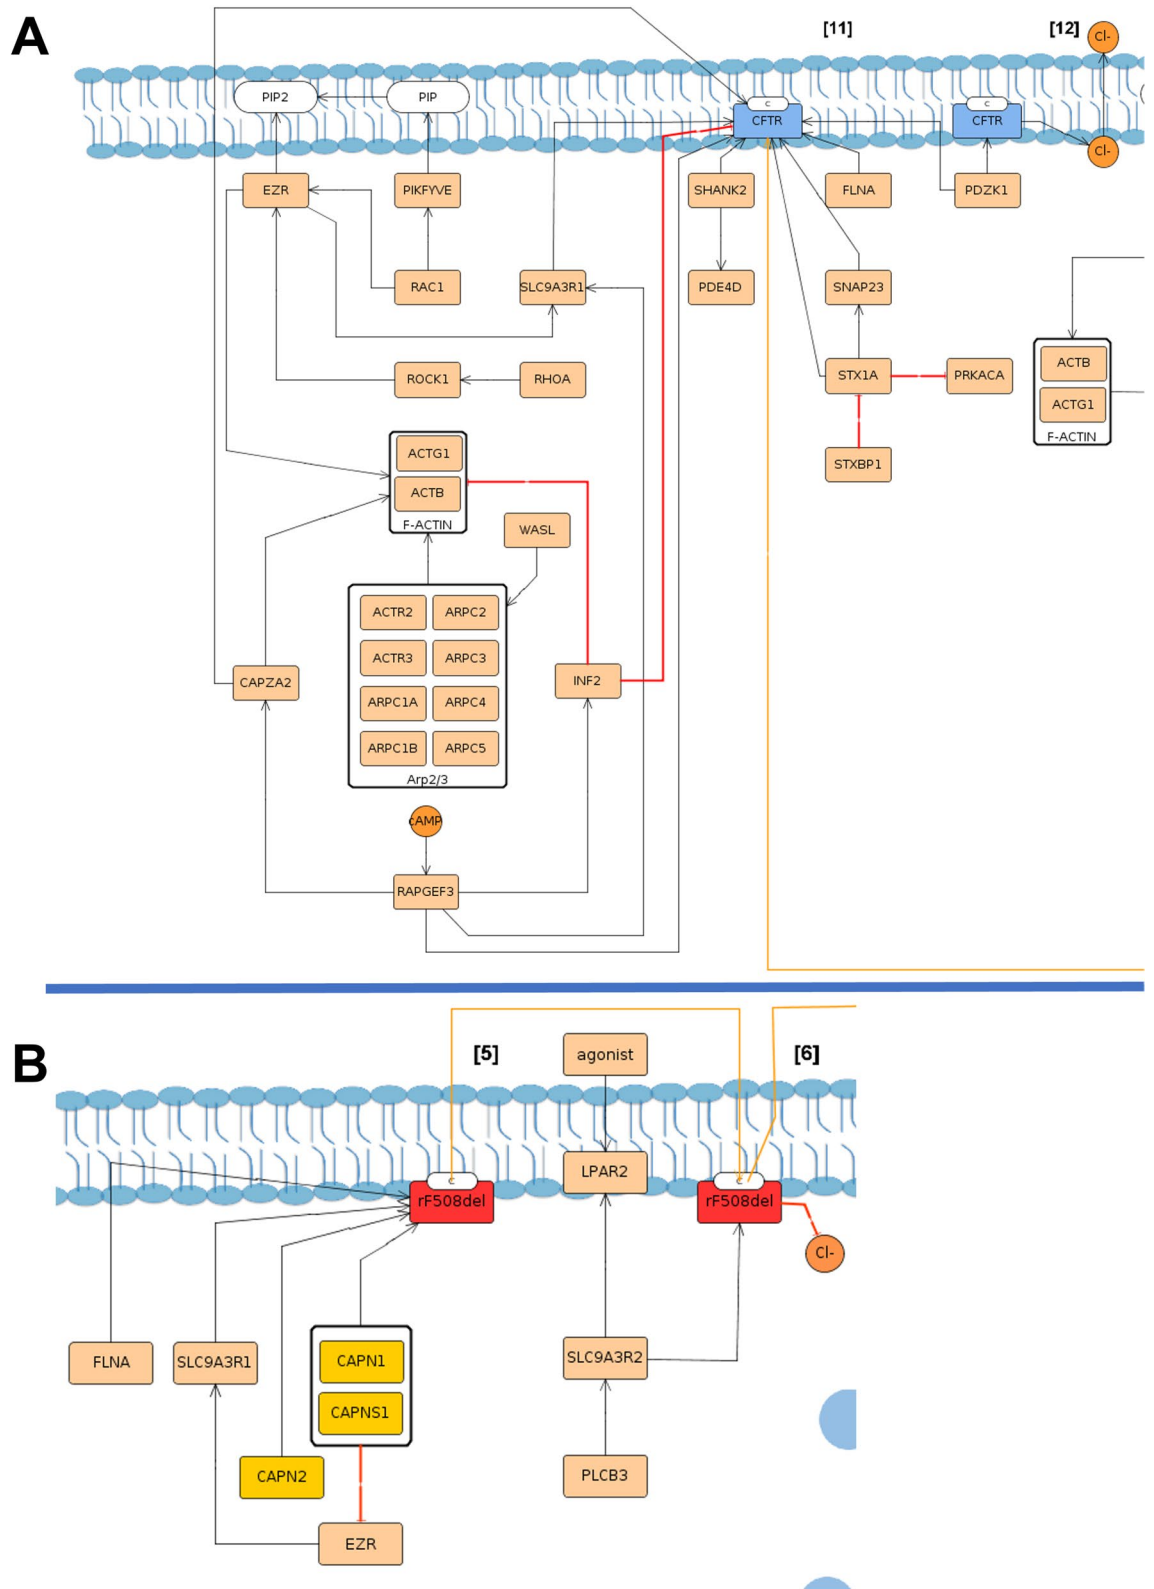 A
[11]
[12]
Cl-
PIP2
PIP
c
CFTR
c
CFTR
Cl-
EZR
PIKFYVE
SHANK2
FLNA
PDZK1
RAC1
SLC9A3R1
PDE4D
SNAP23
ROCK1
RHOA
STX1A
PRKACA
ACTB
ACTG1
F-ACTIN
ACTG1
ACTB
F-ACTIN
STXBP1
WASL
ACTR2
ARPC2
ACTR3
ARPC3
CAPZA2
INF2
ARPC1A
ARPC4
ARPC1B
ARPC5
Arp2/3
cAMP
RAPGEF3
B
[5]
agonist
[6]
LPAR2
c
rF508del
c
rF508del
Cl-
FLNA
SLC9A3R1
CAPN1
SLC9A3R2
CAPNS1
CAPN2
PLCB3
EZR